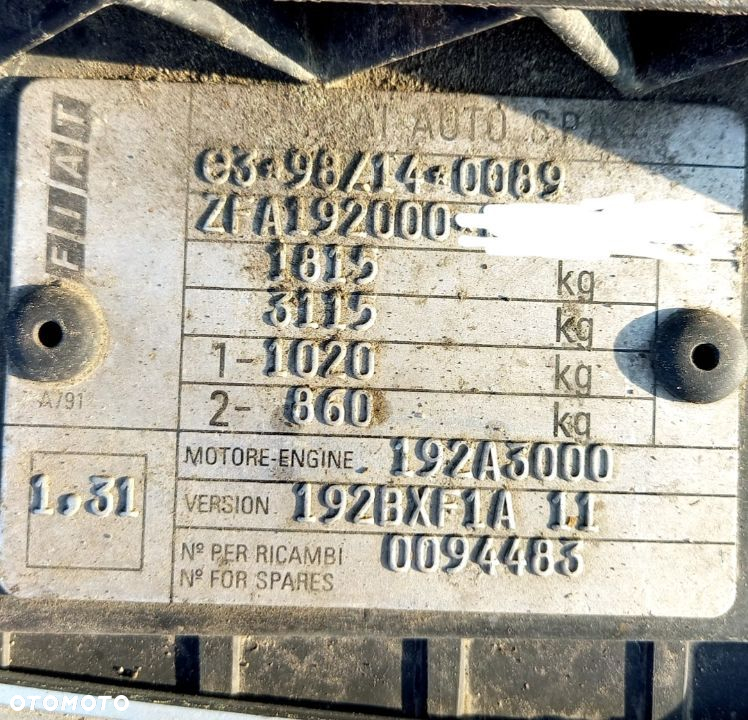 FIAT
AUTO S.P.A.
e3*98/14*0089
ZFA192000
1815 kg
3115 kg
1- 1020 kg
2- 860 kg
A/91
MOTORE-ENGINE 192A3000
1.31
VERSION 192BXF1A 11
Nº PER RICAMBI 0094483
Nº FOR SPARES
OTOMOTO